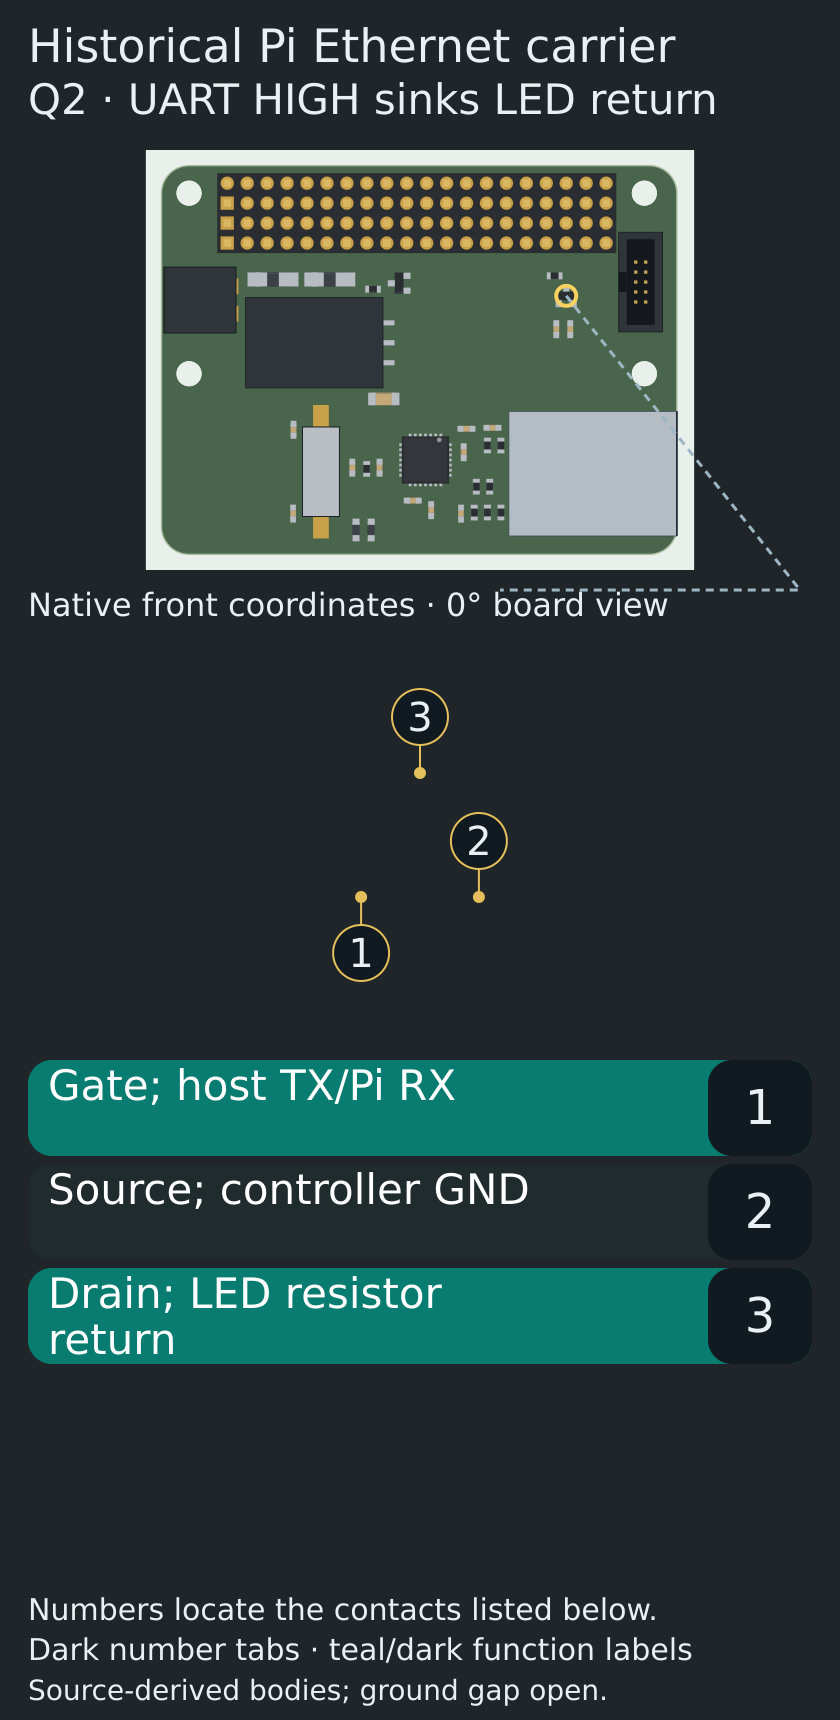 Historical Pi Ethernet carrier
Q2 · UART HIGH sinks LED return
Native front coordinates · 0° board view
3
2
1
Gate; host TX/Pi RX 1
Source; controller GND 2
Drain; LED resistor
return 3
Numbers locate the contacts listed below.
Dark number tabs · teal/dark function labels
Source-derived bodies; ground gap open.